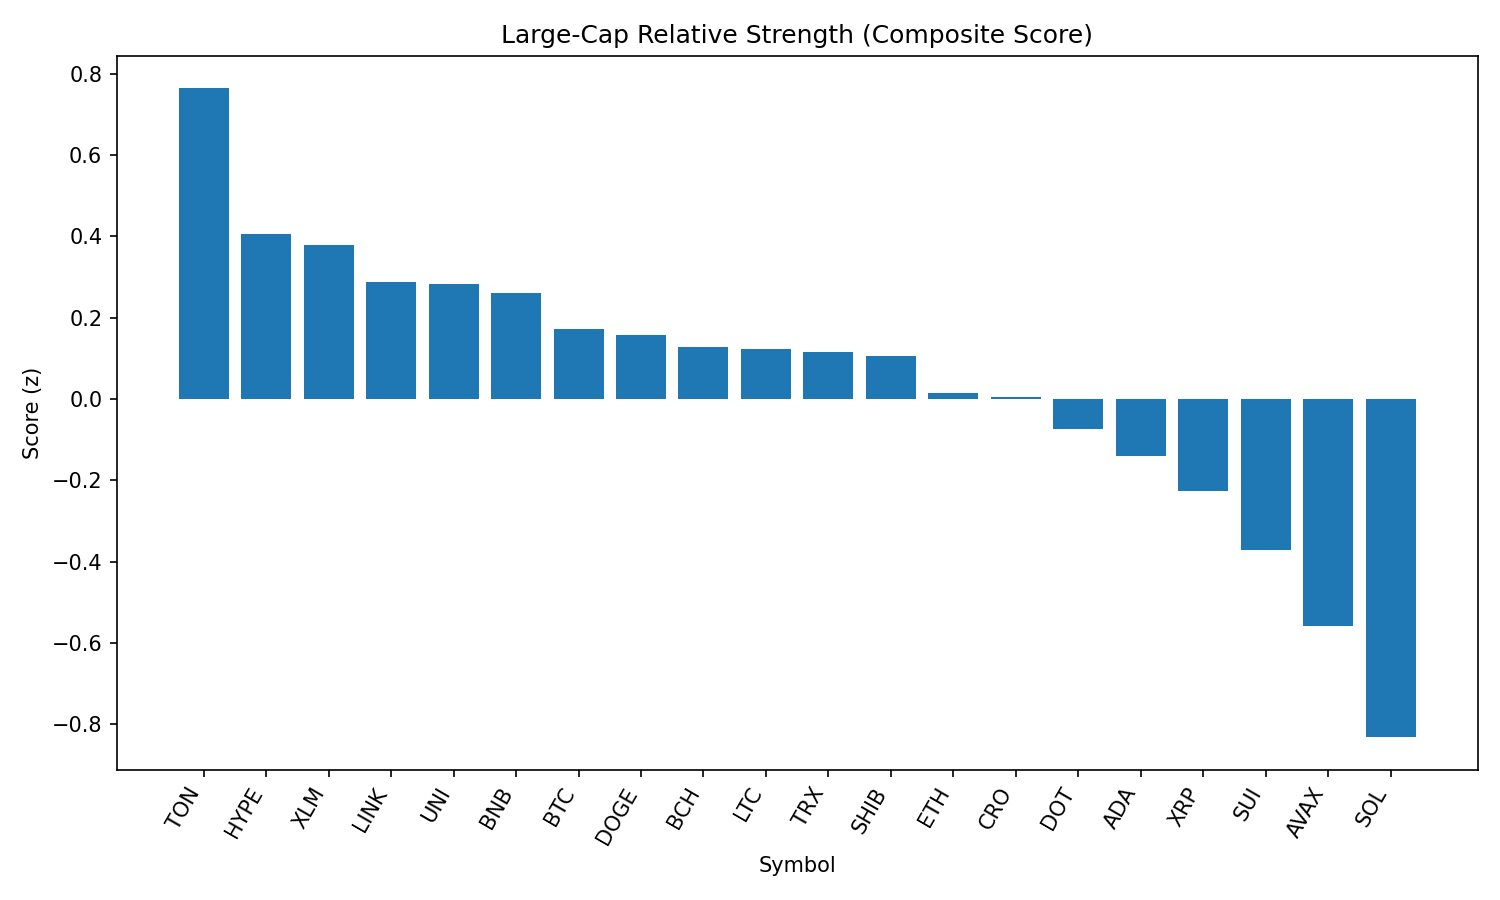 Large-Cap Relative Strength (Composite Score)
0.8
0.6
0.4
0.2
0.0
−0.2
−0.4
−0.6
−0.8
Score (z)
TON
HYPE
XLM
LINK
UNI
BNB
BTC
DOGE
BCH
LTC
TRX
SHIB
ETH
CRO
DOT
ADA
XRP
SUI
AVAX
SOL
Symbol